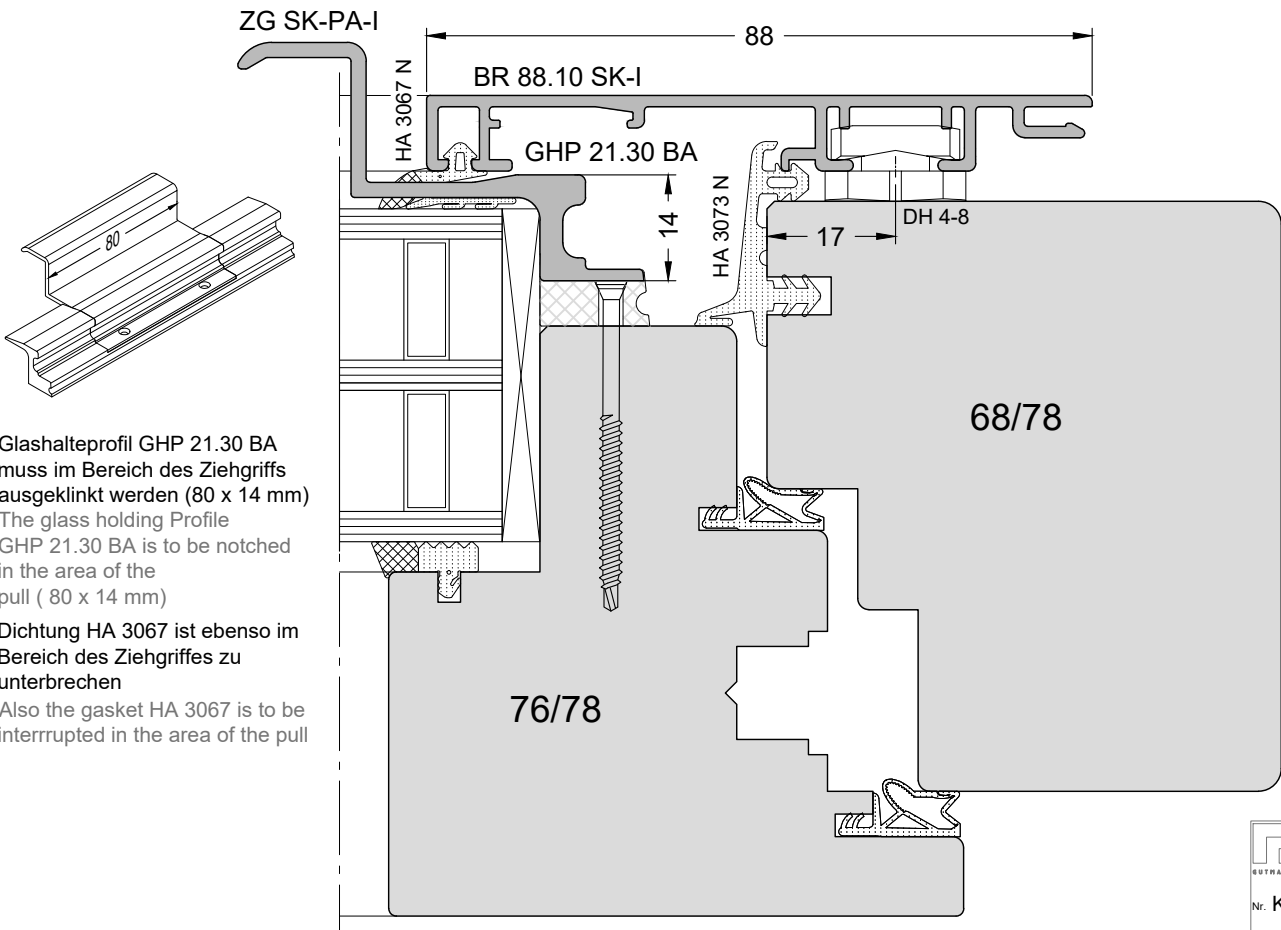 ZG SK-PA-I
88
BR 88.10 SK-I
HA 3067 N
GHP 21.30 BA
14
HA 3073 N
17
DH 4-8
80
68/78
76/78
Glashalteprofil GHP 21.30 BA
muss im Bereich des Ziehgriffs
ausgeklinkt werden (80 x 14 mm)
The glass holding Profile
GHP 21.30 BA is to be notched
in the area of the
pull ( 80 x 14 mm)
Dichtung HA 3067 ist ebenso im
Bereich des Ziehgriffes zu
unterbrechen
Also the gasket HA 3067 is to be
interrrupted in the area of the pull
Nr. K